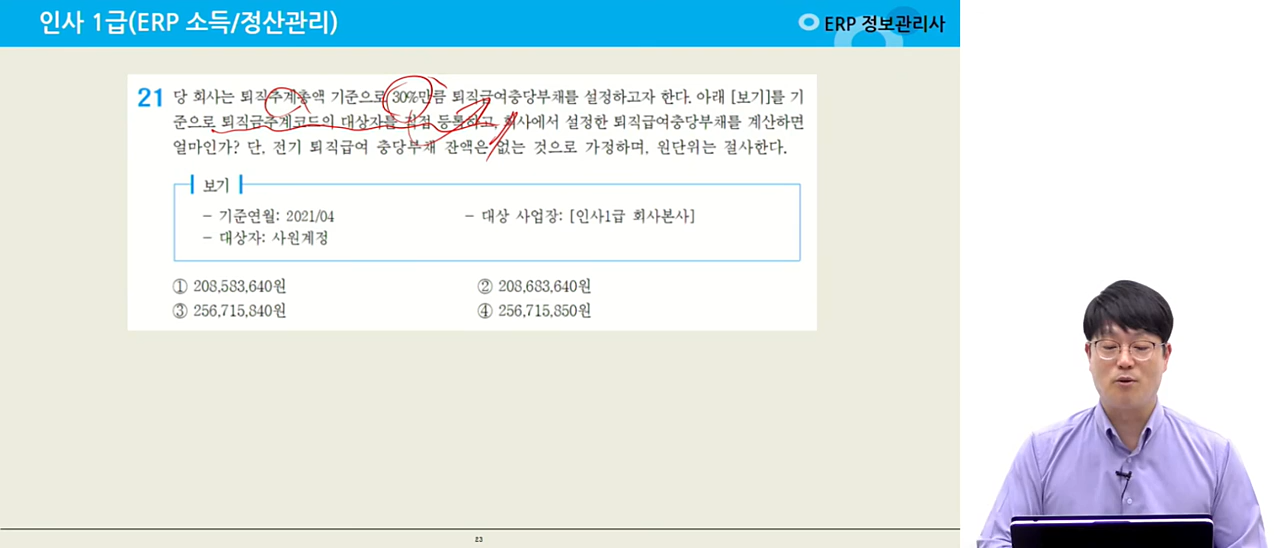 인사 1급(ERP 소득/정산관리)
ERP 정보관리사
21 당 회사는 퇴직추계총액 기준으로 30%만큼 퇴직급여충당부채를 설정하고자 한다. 아래 [보기]를 기
준으로 퇴직금추계코드의 대상자를 직접 등록하고, 회사에서 설정한 퇴직급여충당부채를 계산하면
얼마인가? 단, 전기 퇴직급여 충당부채 잔액은 없는 것으로 가정하며, 원단위는 절사한다.
보기
- 기준연월: 2021/04 - 대상 사업장: [인사1급 회사본사]
- 대상자: 사원계정
① 208,583,640원 ② 208,683,640원
③ 256,715,840원 ④ 256,715,850원
23